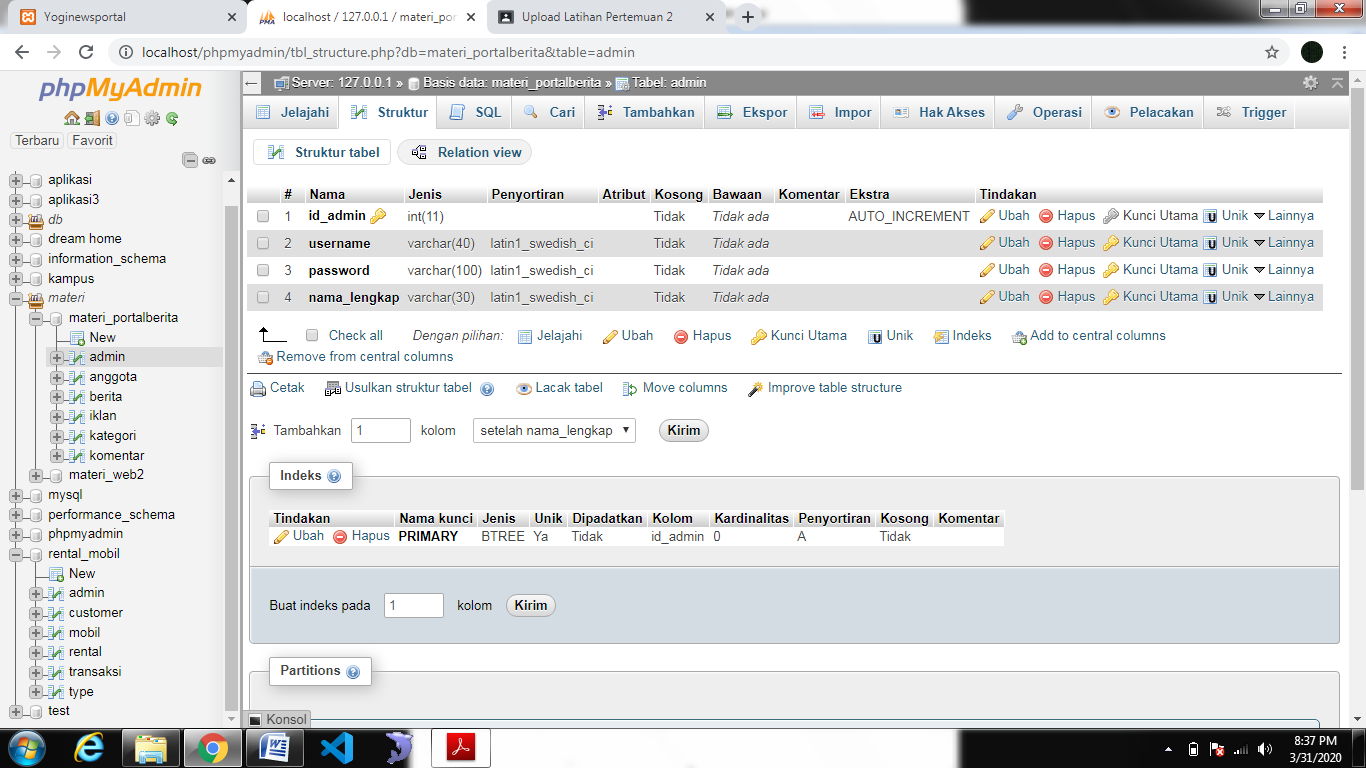 Yoginewsportal
localhost / 127.0.0.1 / materi_por
Upload Latihan Pertemuan 2
localhost/phpmyadmin/tbl_structure.php?db=materi_portalberita&table=admin
phpMyAdmin
Terbaru Favorit
aplikasi
aplikasi3
db
dream home
information_schema
kampus
materi
materi_portalberita
New
admin
anggota
berita
iklan
kategori
komentar
materi_web2
mysql
performance_schema
phpmyadmin
rental_mobil
New
admin
customer
mobil
rental
transaksi
type
test
Server: 127.0.0.1 » Basis data: materi_portalberita » Tabel: admin
Jelajahi Struktur SQL Cari Tambahkan Ekspor Impor Hak Akses Operasi Pelacakan Trigger
Struktur tabel Relation view
# Nama Jenis Penyortiran Atribut Kosong Bawaan Komentar Ekstra Tindakan
1 id_admin int(11) Tidak Tidak ada AUTO_INCREMENT Ubah Hapus Kunci Utama Unik Lainnya
2 username varchar(40) latin1_swedish_ci Tidak Tidak ada Ubah Hapus Kunci Utama Unik Lainnya
3 password varchar(100) latin1_swedish_ci Tidak Tidak ada Ubah Hapus Kunci Utama Unik Lainnya
4 nama_lengkap varchar(30) latin1_swedish_ci Tidak Tidak ada Ubah Hapus Kunci Utama Unik Lainnya
Check all Dengan pilihan: Jelajahi Ubah Hapus Kunci Utama Unik Indeks Add to central columns
Remove from central columns
Cetak Usulkan struktur tabel Lacak tabel Move columns Improve table structure
Tambahkan 1 kolom setelah nama_lengkap Kirim
Indeks
Tindakan Nama kunci Jenis Unik Dipadatkan Kolom Kardinalitas Penyortiran Kosong Komentar
Ubah Hapus PRIMARY BTREE Ya Tidak id_admin 0 A Tidak
Buat indeks pada 1 kolom Kirim
Partitions
Konsol
8:37 PM
3/31/2020